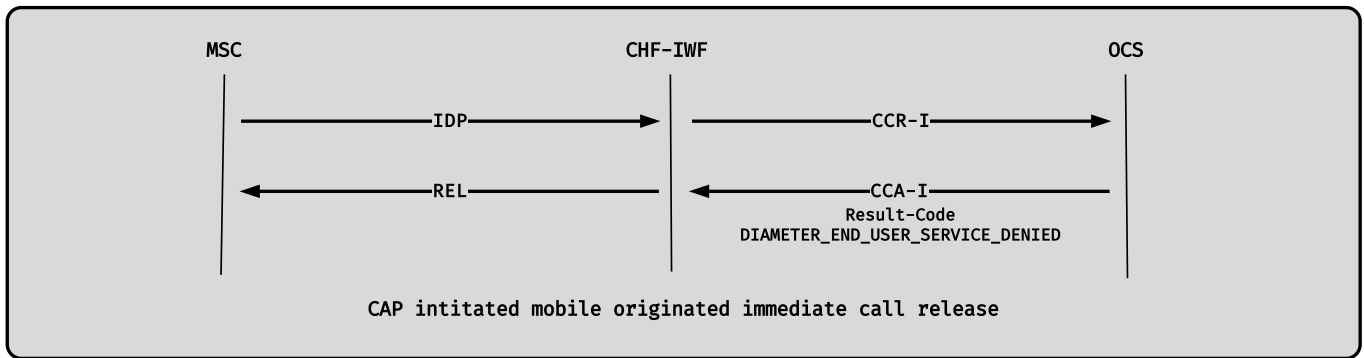 MSC CHF-IWF OCS
IDP CCR-I
REL CCA-I
Result-Code
DIAMETER_END_USER_SERVICE_DENIED
CAP intitated mobile originated immediate call release